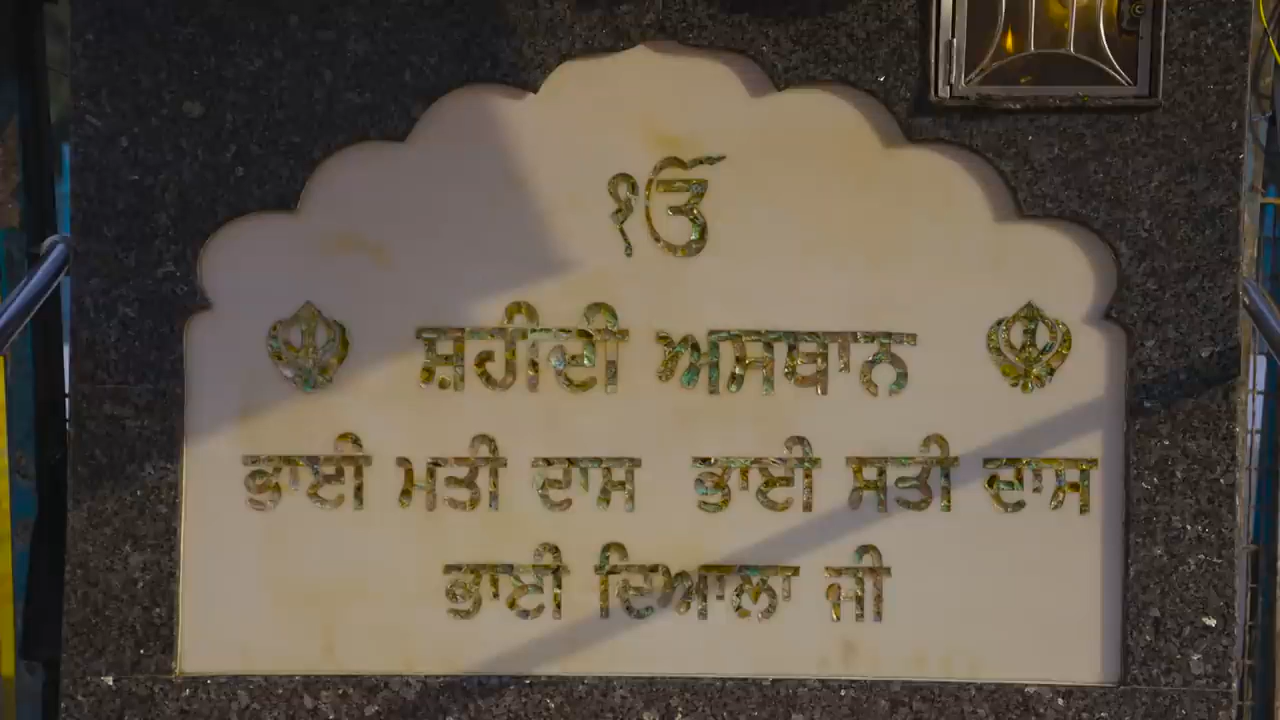 ੴ
ਸ਼ਹੀਦੀ ਅਸਥਾਨ
ਭਾਈ ਮਤੀ ਦਾਸ ਭਾਈ ਸਤੀ ਦਾਸ
ਭਾਈ ਦਿਆਲਾ ਜੀ